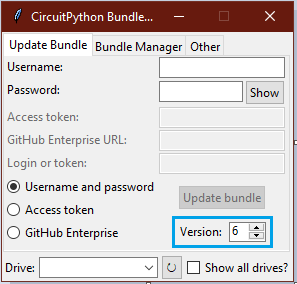 CircuitPython Bundle...
Update Bundle Bundle Manager Other
Username:
Password: Show
Access token:
GitHub Enterprise URL:
Login or token:
Username and password
Access token Update bundle
GitHub Enterprise Version: 6
Drive: Show all drives?